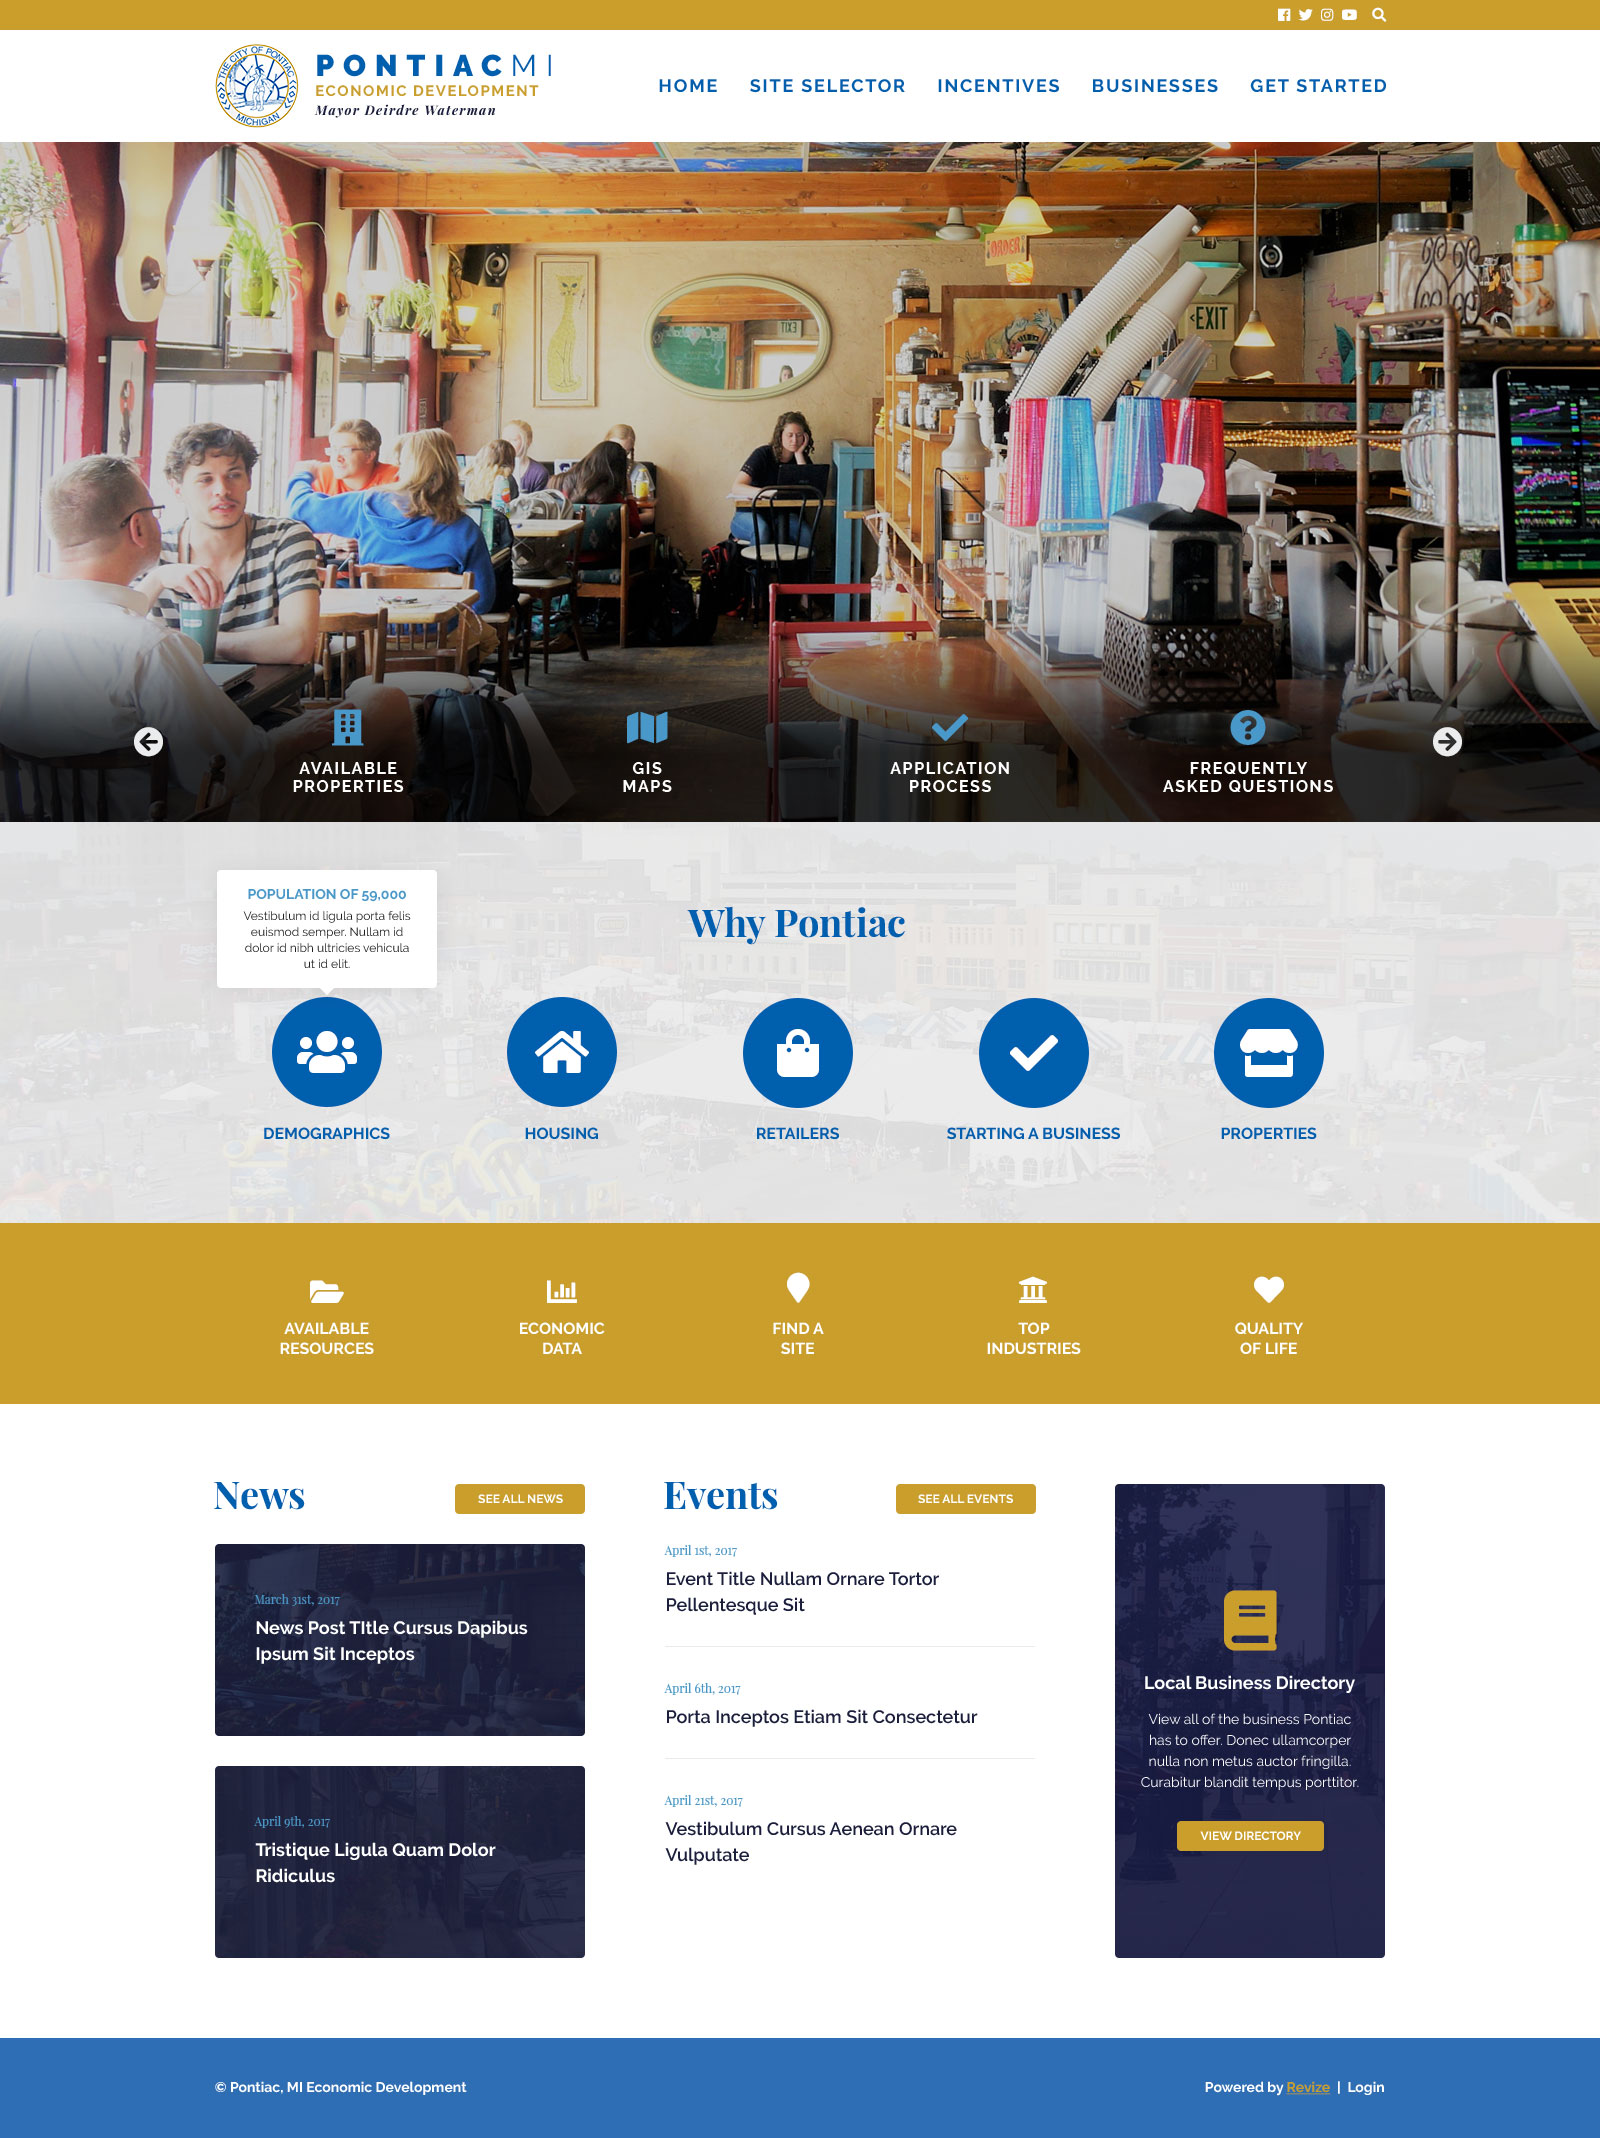 THE CITY OF PONTIAC
MICHIGAN
PONTIAC MI
ECONOMIC DEVELOPMENT
Mayor Deirdre Waterman
HOME SITE SELECTOR INCENTIVES BUSINESSES GET STARTED
ORDER
EXIT
EXIT
AVAILABLE
PROPERTIES
GIS
MAPS
APPLICATION
PROCESS
FREQUENTLY
ASKED QUESTIONS
POPULATION OF 59,000
Vestibulum id ligula porta felis
euismod semper. Nullam id
dolor id nibh ultricies vehicula
ut id elit.
Why Pontiac
DEMOGRAPHICS
HOUSING
RETAILERS
STARTING A BUSINESS
PROPERTIES
AVAILABLE
RESOURCES
ECONOMIC
DATA
FIND A
SITE
TOP
INDUSTRIES
QUALITY
OF LIFE
News
SEE ALL NEWS
March 31st, 2017
News Post TItle Cursus Dapibus
Ipsum Sit Inceptos
April 9th, 2017
Tristique Ligula Quam Dolor
Ridiculus
Events
SEE ALL EVENTS
April 1st, 2017
Event Title Nullam Ornare Tortor
Pellentesque Sit
April 6th, 2017
Porta Inceptos Etiam Sit Consectetur
April 21st, 2017
Vestibulum Cursus Aenean Ornare
Vulputate
Local Business Directory
View all of the business Pontiac
has to offer. Donec ullamcorper
nulla non metus auctor fringilla.
Curabitur blandit tempus porttitor.
VIEW DIRECTORY
© Pontiac, MI Economic Development
Powered by Revize | Login